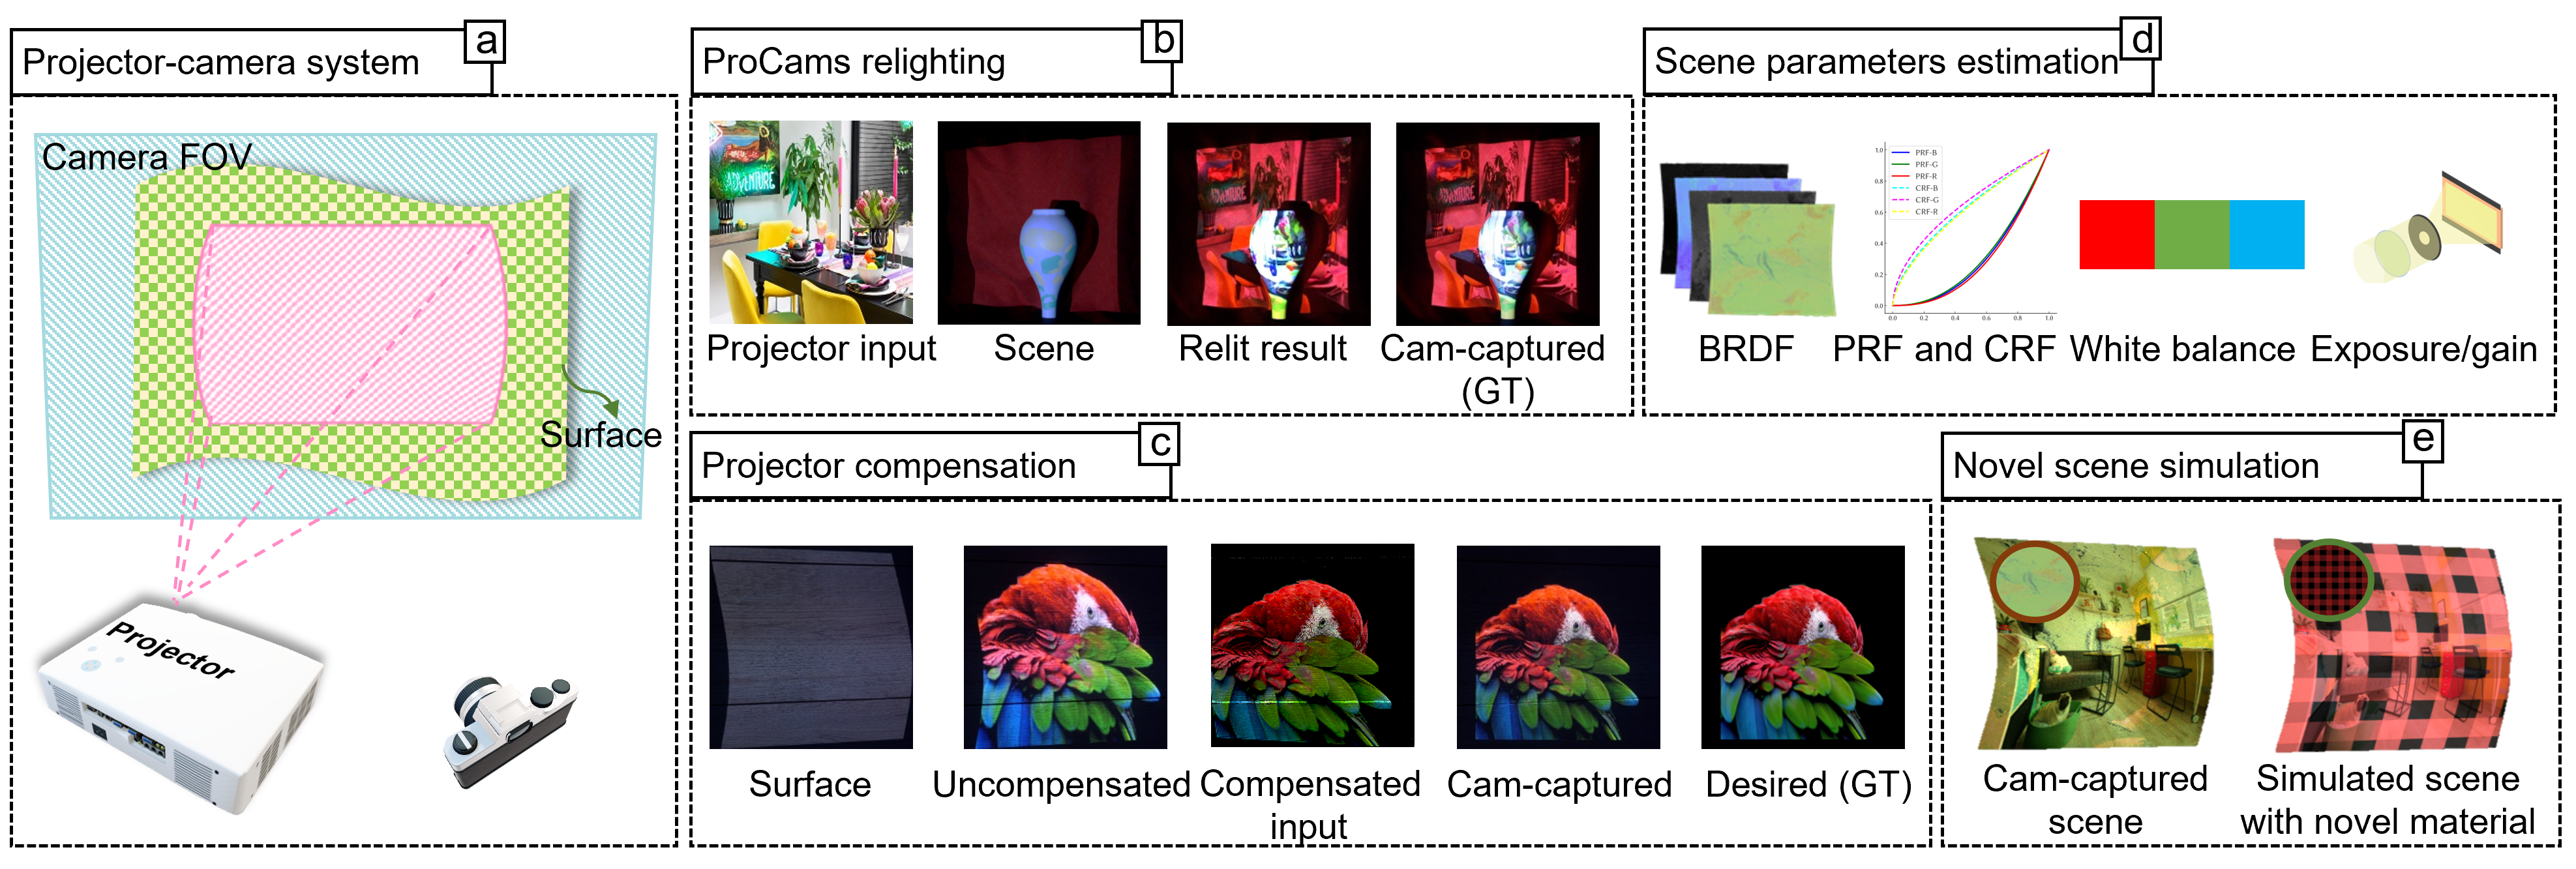 Projector-camera system
a
Camera FOV
Surface
Projector
ProCams relighting
b
ADVENTURE
ADVENTURE
ADVENTURE
Projector input
Scene
Relit result
Cam-captured
(GT)
Projector compensation
c
Surface
Uncompensated
Compensated
input
Cam-captured
Desired (GT)
Scene parameters estimation
d
1.0
0.8
0.6
0.4
0.2
0.0
PRF-B
PRF-G
PRF-R
CRF-B
CRF-G
CRF-R
0.0 0.2 0.4 0.6 0.8 1.0
BRDF
PRF and CRF
White balance
Exposure/gain
Novel scene simulation
e
Cam-captured
scene
Simulated scene
with novel material